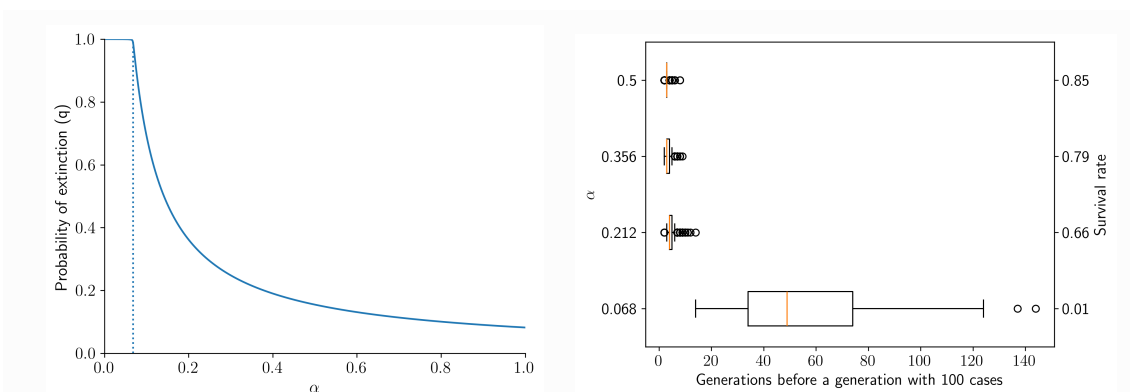 1.0
0.8
0.6
0.4
0.2
0.0
Probability of extinction (q)
0.0 0.2 0.4 0.6 0.8 1.0
α
0.5
0.356
0.212
0.068
α
0.85
0.79
0.66
0.01
Survival rate
0 20 40 60 80 100 120 140
Generations before a generation with 100 cases